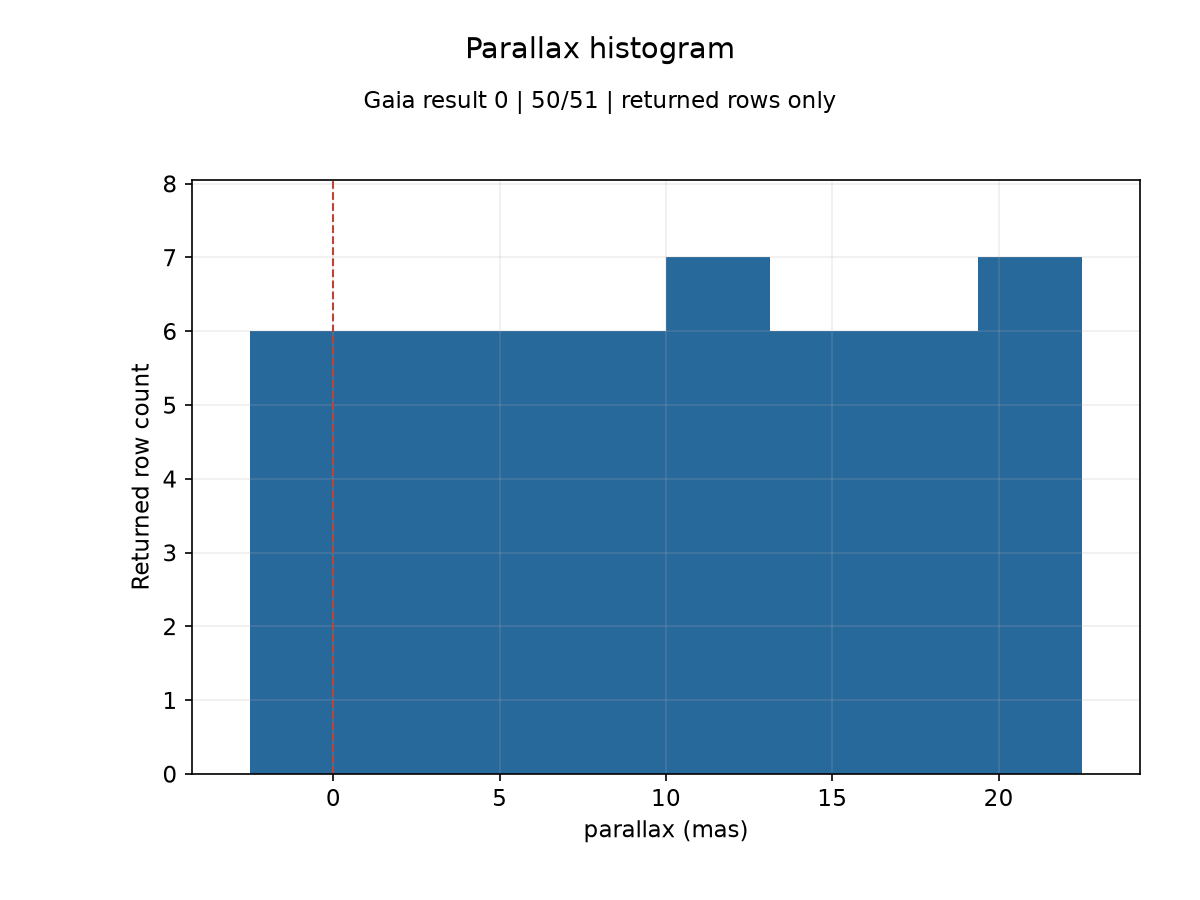 Parallax histogram
Gaia result 0 | 50/51 | returned rows only
8
7
6
5
4
3
2
1
0
Returned row count
0 5 10 15 20
parallax (mas)